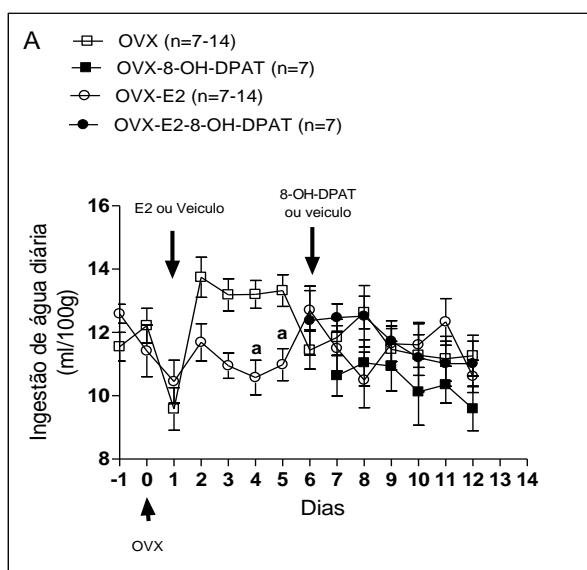 A
OVX (n=7-14)
OVX-8-OH-DPAT (n=7)
OVX-E2 (n=7-14)
OVX-E2-8-OH-DPAT (n=7)
E2 ou Veiculo
8-OH-DPAT
ou veiculo
Ingestão de água diária
(ml/100g)
16
14
12
10
8
a
a
-1 0 1 2 3 4 5 6 7 8 9 10 11 12 13 14
Dias
OVX